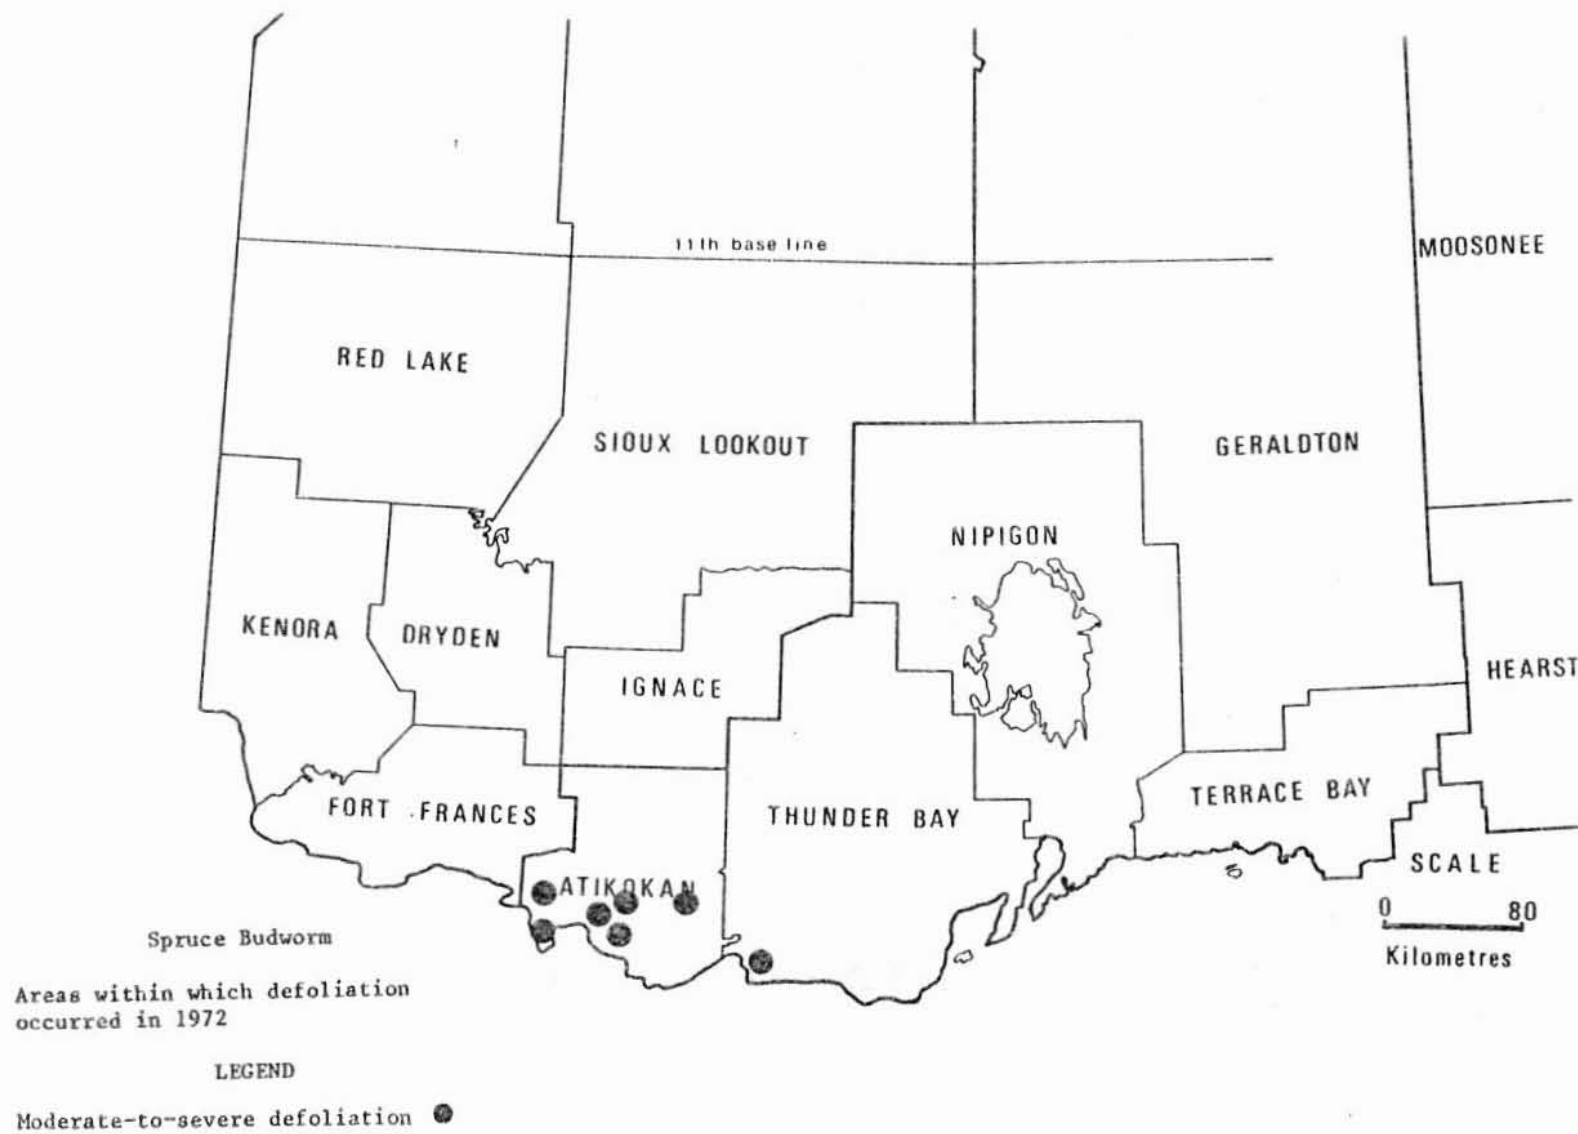 11th base line
MOOSONEE
RED LAKE
SIOUX LOOKOUT
GERALDTON
NIPIGON
KENORA
DRYDEN
IGNACE
HEARST
FORT FRANCES
THUNDER BAY
TERRACE BAY
ATIKOKAN
SCALE
0 80
Kilometres
Spruce Budworm
Areas within which defoliation
occurred in 1972
LEGEND
Moderate-to-severe defoliation